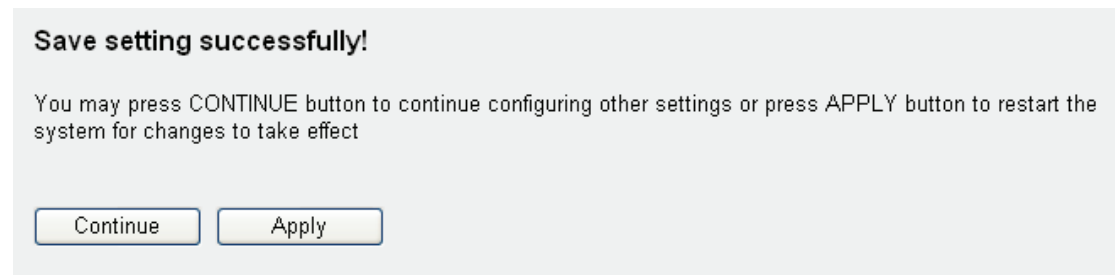 Save setting successfully!
You may press CONTINUE button to continue configuring other settings or press APPLY button to restart the
system for changes to take effect
Continue Apply